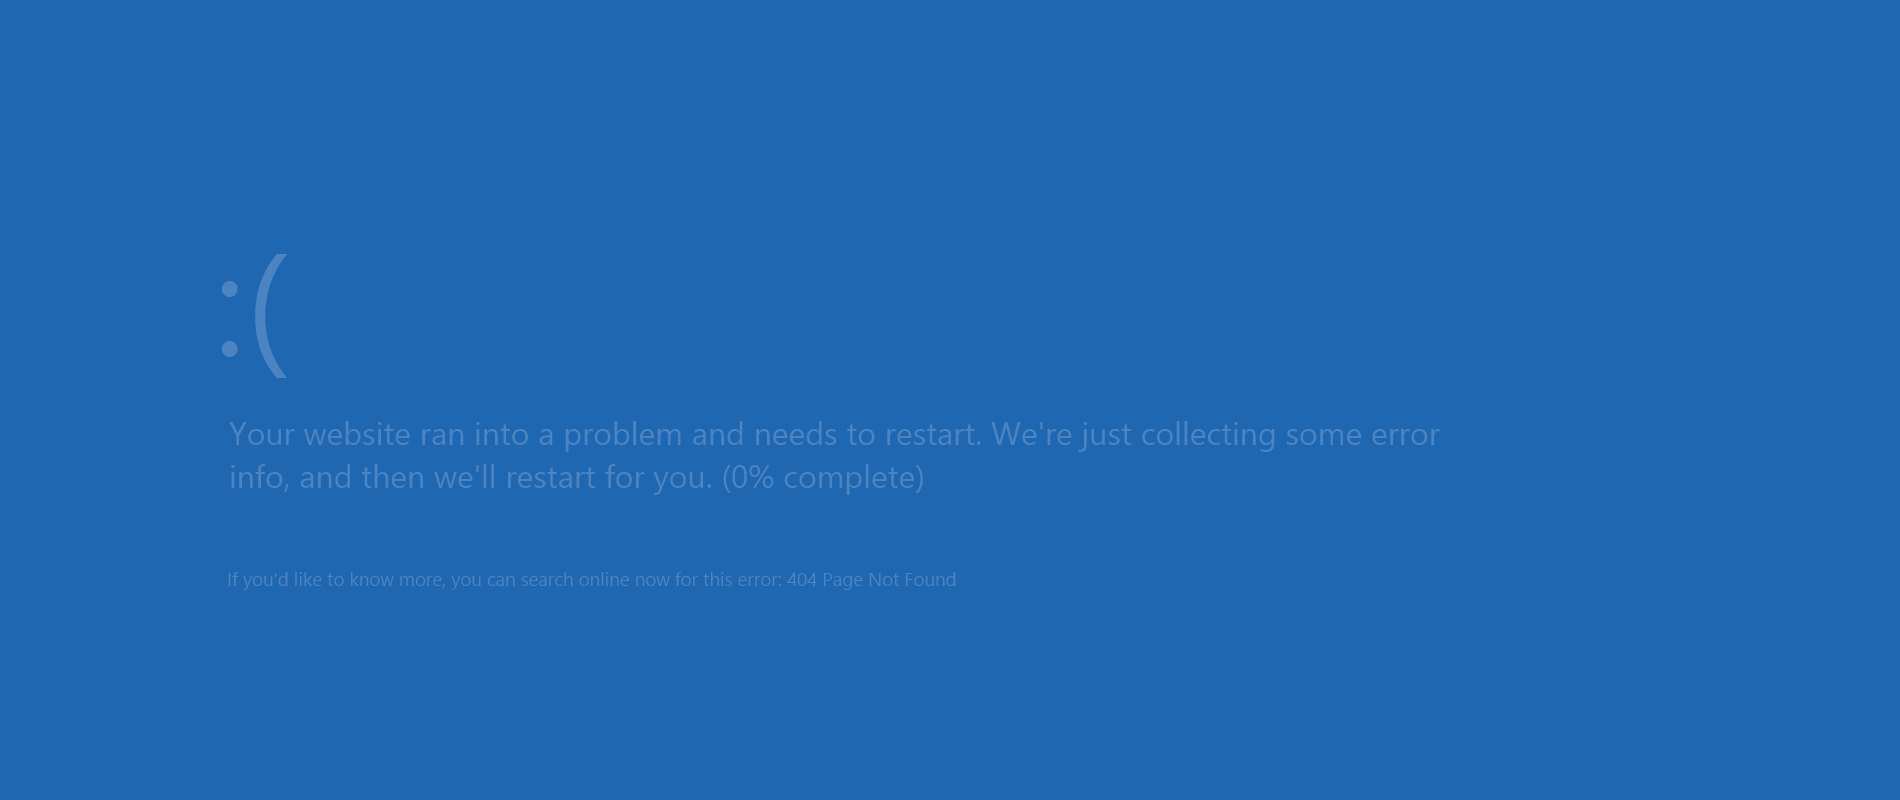 :(
Your website ran into a problem and needs to restart. We're just collecting some error
info, and then we'll restart for you. (0% complete)
If you'd like to know more, you can search online now for this error: 404 Page Not Found